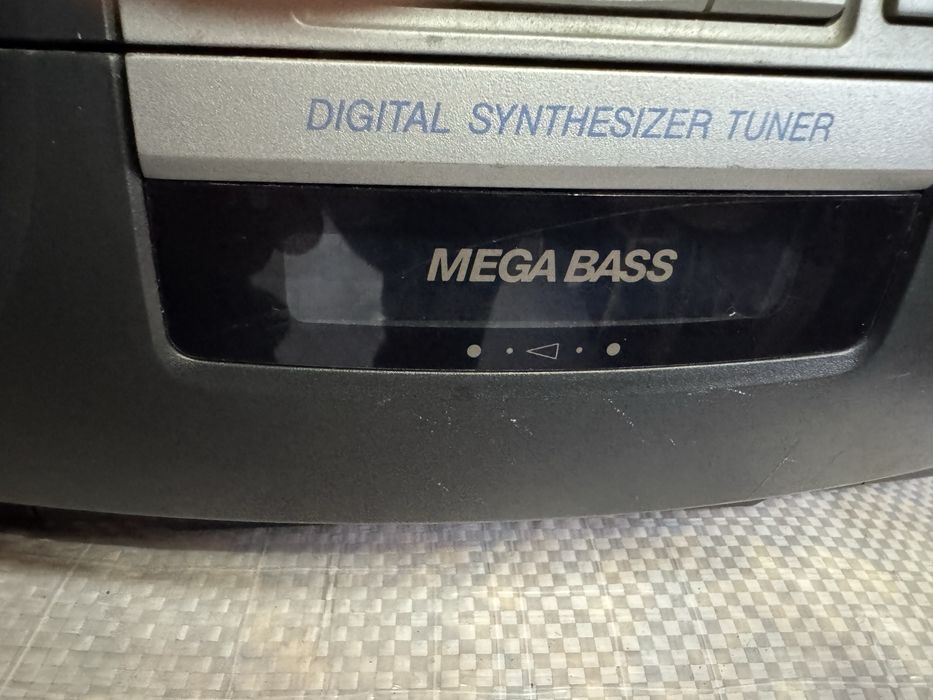 DIGITAL SYNTHESIZER TUNER
MEGA BASS